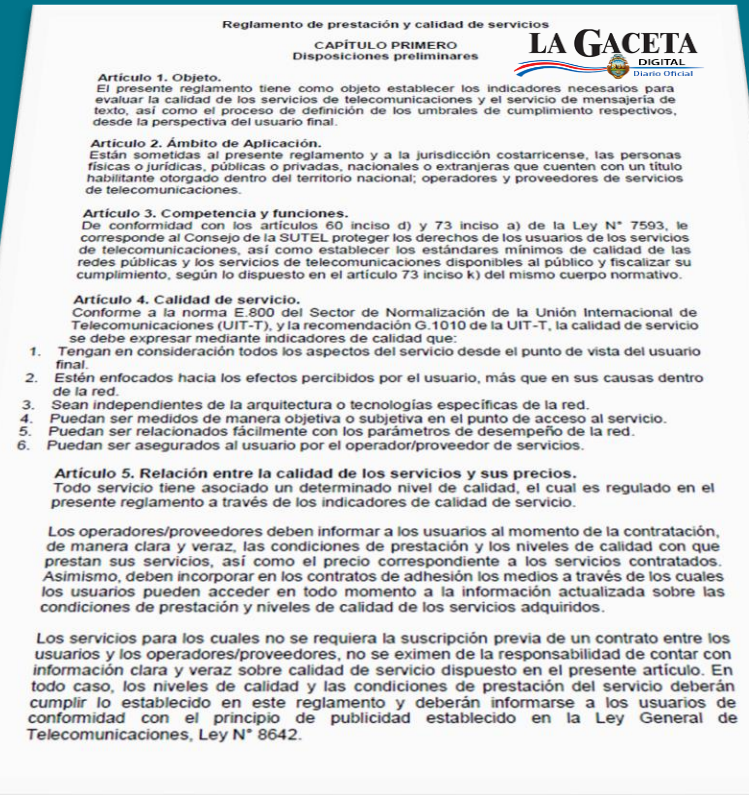 Reglamento de prestación y calidad de servicios
CAPÍTULO PRIMERO
Disposiciones preliminares
LA GACETA
DIGITAL
Diario Oficial
Artículo 1. Objeto.
El presente reglamento tiene como objeto establecer los indicadores necesarios para
evaluar la calidad de los servicios de telecomunicaciones y el servicio de mensajería de
texto, así como el proceso de definición de los umbrales de cumplimiento respectivos,
desde la perspectiva del usuario final.
Artículo 2. Ámbito de Aplicación.
Están sometidas al presente reglamento y a la jurisdicción costarricense, las personas
físicas o jurídicas, públicas o privadas, nacionales o extranjeras que cuenten con un título
habilitante otorgado dentro del territorio nacional; operadores y proveedores de servicios
de telecomunicaciones.
Artículo 3. Competencia y funciones.
De conformidad con los artículos 60 inciso d) y 73 inciso a) de la Ley N° 7593, le
corresponde al Consejo de la SUTEL proteger los derechos de los usuarios de los servicios
de telecomunicaciones, así como establecer los estándares mínimos de calidad de las
redes públicas y los servicios de telecomunicaciones disponibles al público y fiscalizar su
cumplimiento, según lo dispuesto en el artículo 73 inciso k) del mismo cuerpo normativo.
Artículo 4. Calidad de servicio.
Conforme a la norma E.800 del Sector de Normalización de la Unión Internacional de
Telecomunicaciones (UIT-T), y la recomendación G.1010 de la UIT-T, la calidad de servicio
se debe expresar mediante indicadores de calidad que:
1. Tengan en consideración todos los aspectos del servicio desde el punto de vista del usuario
final.
2. Estén enfocados hacia los efectos percibidos por el usuario, más que en sus causas dentro
de la red.
3. Sean independientes de la arquitectura o tecnologías específicas de la red.
4. Puedan ser medidos de manera objetiva o subjetiva en el punto de acceso al servicio.
5. Puedan ser relacionados fácilmente con los parámetros de desempeño de la red.
6. Puedan ser asegurados al usuario por el operador/proveedor de servicios.
Artículo 5. Relación entre la calidad de los servicios y sus precios.
Todo servicio tiene asociado un determinado nivel de calidad, el cual es regulado en el
presente reglamento a través de los indicadores de calidad de servicio.
Los operadores/proveedores deben informar a los usuarios al momento de la contratación,
de manera clara y veraz, las condiciones de prestación y los niveles de calidad con que
prestan sus servicios, así como el precio correspondiente a los servicios contratados.
Asimismo, deben incorporar en los contratos de adhesión los medios a través de los cuales
los usuarios pueden acceder en todo momento a la información actualizada sobre las
condiciones de prestación y niveles de calidad de los servicios adquiridos.
Los servicios para los cuales no se requiera la suscripción previa de un contrato entre los
usuarios y los operadores/proveedores, no se eximen de la responsabilidad de contar con
información clara y veraz sobre calidad de servicio dispuesto en el presente artículo. En
todo caso, los niveles de calidad y las condiciones de prestación del servicio deberán
cumplir lo establecido en este reglamento y deberán informarse a los usuarios de
conformidad con el principio de publicidad establecido en la Ley General de
Telecomunicaciones, Ley N° 8642.